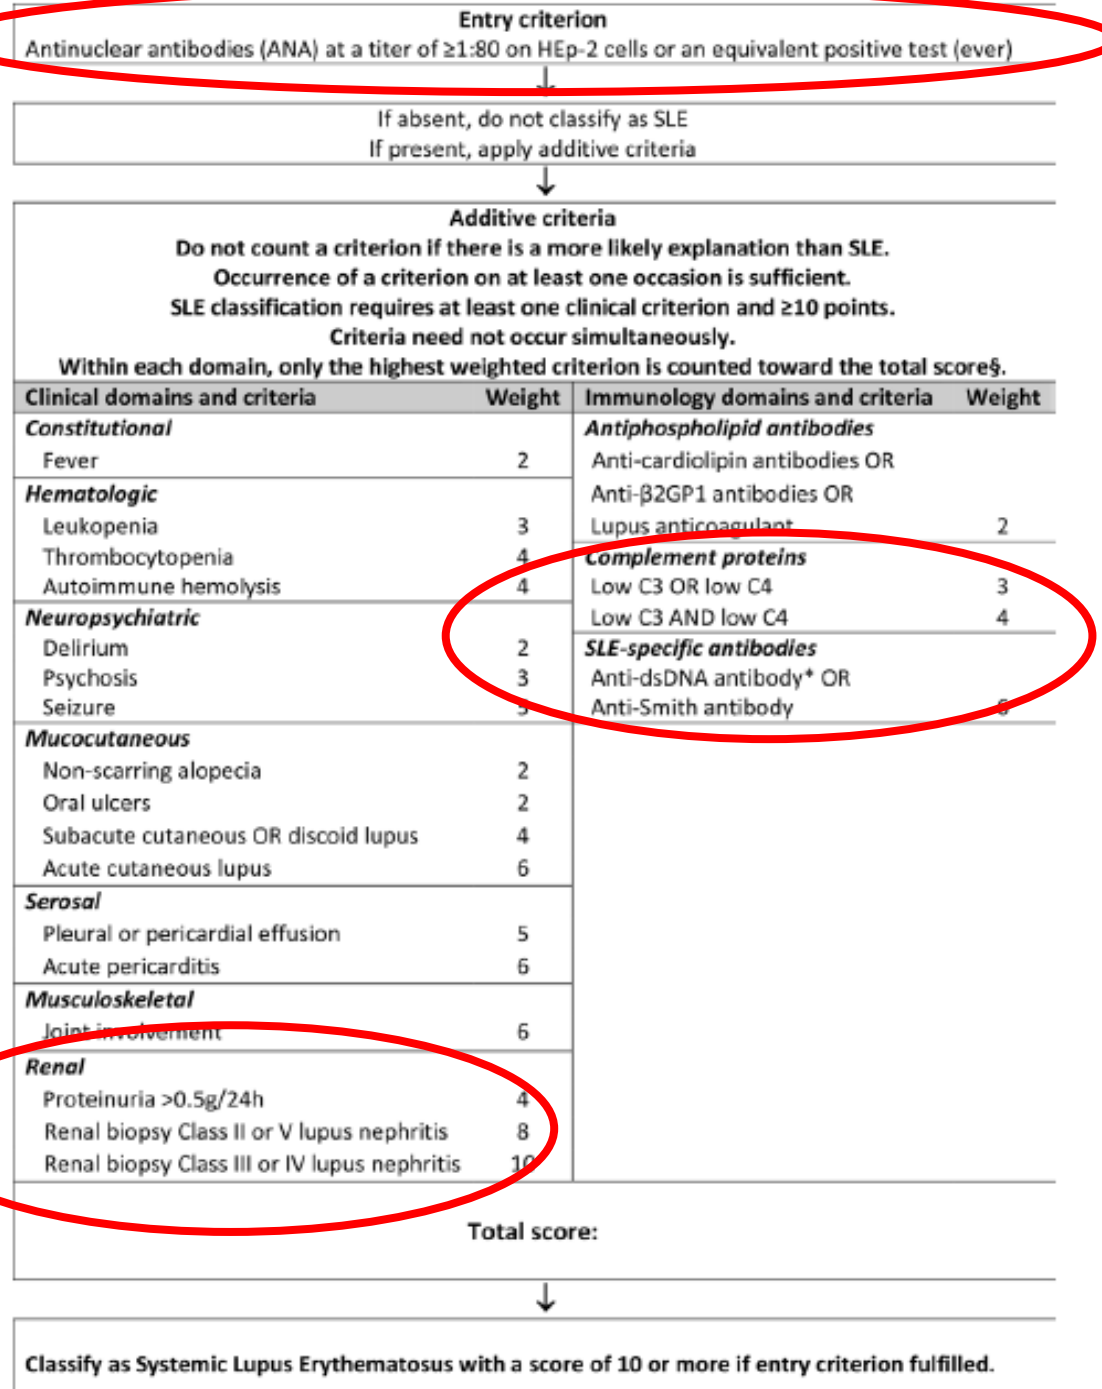 Entry criterion
Antinuclear antibodies (ANA) at a titer of ≥1:80 on HEp-2 cells or an equivalent positive test (ever)
↓
If absent, do not classify as SLE
If present, apply additive criteria
↓
Additive criteria
Do not count a criterion if there is a more likely explanation than SLE.
Occurrence of a criterion on at least one occasion is sufficient.
SLE classification requires at least one clinical criterion and ≥10 points.
Criteria need not occur simultaneously.
Within each domain, only the highest weighted criterion is counted toward the total score§.
Clinical domains and criteria Weight
Constitutional
Fever 2
Hematologic
Leukopenia 3
Thrombocytopenia 4
Autoimmune hemolysis 4
Neuropsychiatric
Delirium 2
Psychosis 3
Seizure 5
Mucocutaneous
Non-scarring alopecia 2
Oral ulcers 2
Subacute cutaneous OR discoid lupus 4
Acute cutaneous lupus 6
Serosal
Pleural or pericardial effusion 5
Acute pericarditis 6
Musculoskeletal
Joint involvement 6
Renal
Proteinuria >0.5g/24h 4
Renal biopsy Class II or V lupus nephritis 8
Renal biopsy Class III or IV lupus nephritis 10
Immunology domains and criteria Weight
Antiphospholipid antibodies
Anti-cardiolipin antibodies OR
Anti-β2GP1 antibodies OR
Lupus anticoagulant 2
Complement proteins
Low C3 OR low C4 3
Low C3 AND low C4 4
SLE-specific antibodies
Anti-dsDNA antibody* OR
Anti-Smith antibody 6
Total score:
↓
Classify as Systemic Lupus Erythematosus with a score of 10 or more if entry criterion fulfilled.